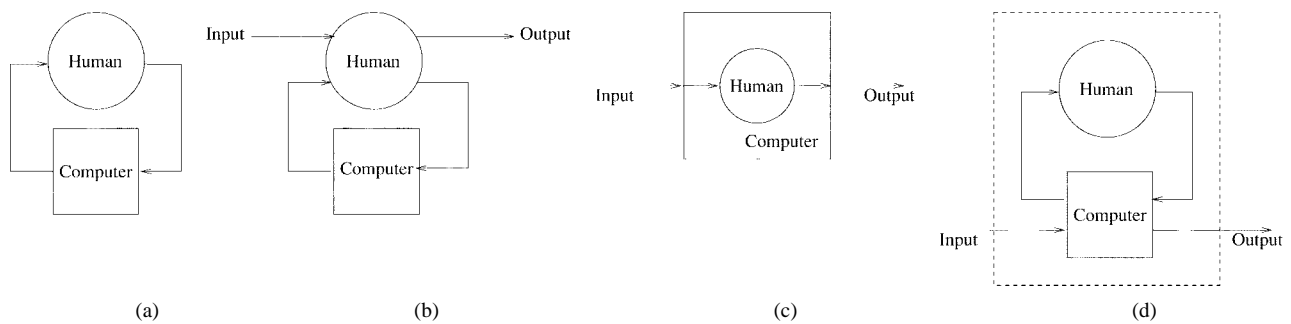 Human
Computer
(a)
Input
Human
Output
Computer
(b)
Input
Human
Output
Computer
(c)
Human
Computer
Input
Output
(d)